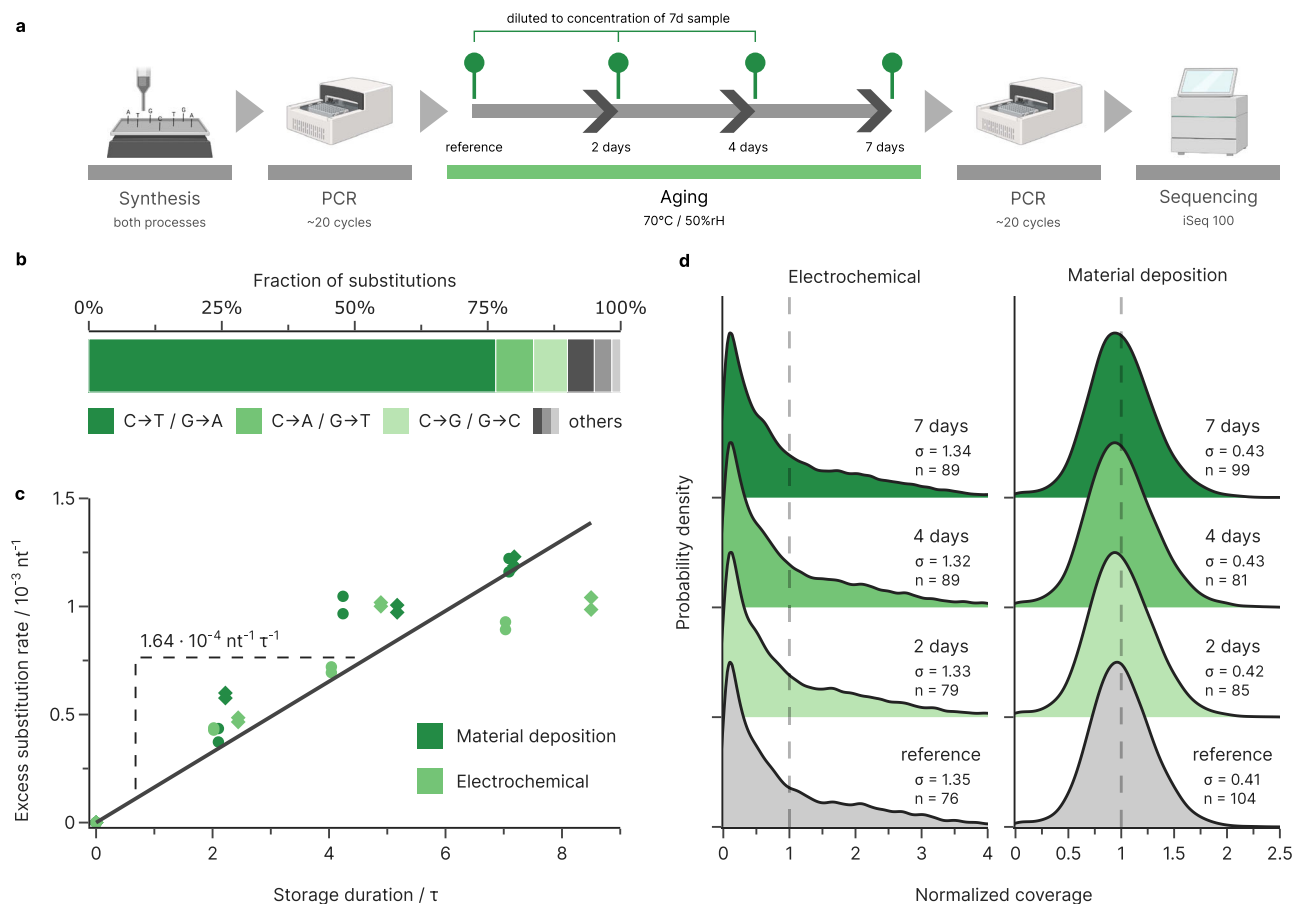 a
diluted to concentration of 7d sample
A T G G T G A
reference 2 days 4 days 7 days
Synthesis
both processes
PCR
~20 cycles
Aging
70°C / 50%rH
PCR
~20 cycles
Sequencing
iSeq 100
b
Fraction of substitutions
0% 25% 50% 75% 100%
C→T / G→A C→A / G→T C→G / G→C others
c
Excess substitution rate / 10⁻³ nt⁻¹
1.5
1
0.5
0
1.64 · 10⁻⁴ nt⁻¹ τ⁻¹
Material deposition
Electrochemical
0 2 4 6 8
Storage duration / τ
d
Electrochemical
Material deposition
Probability density
7 days
σ = 1.34
n = 89
7 days
σ = 0.43
n = 99
4 days
σ = 1.32
n = 89
4 days
σ = 0.43
n = 81
2 days
σ = 1.33
n = 79
2 days
σ = 0.42
n = 85
reference
σ = 1.35
n = 76
reference
σ = 0.41
n = 104
0 1 2 3 4
0 0.5 1 1.5 2 2.5
Normalized coverage